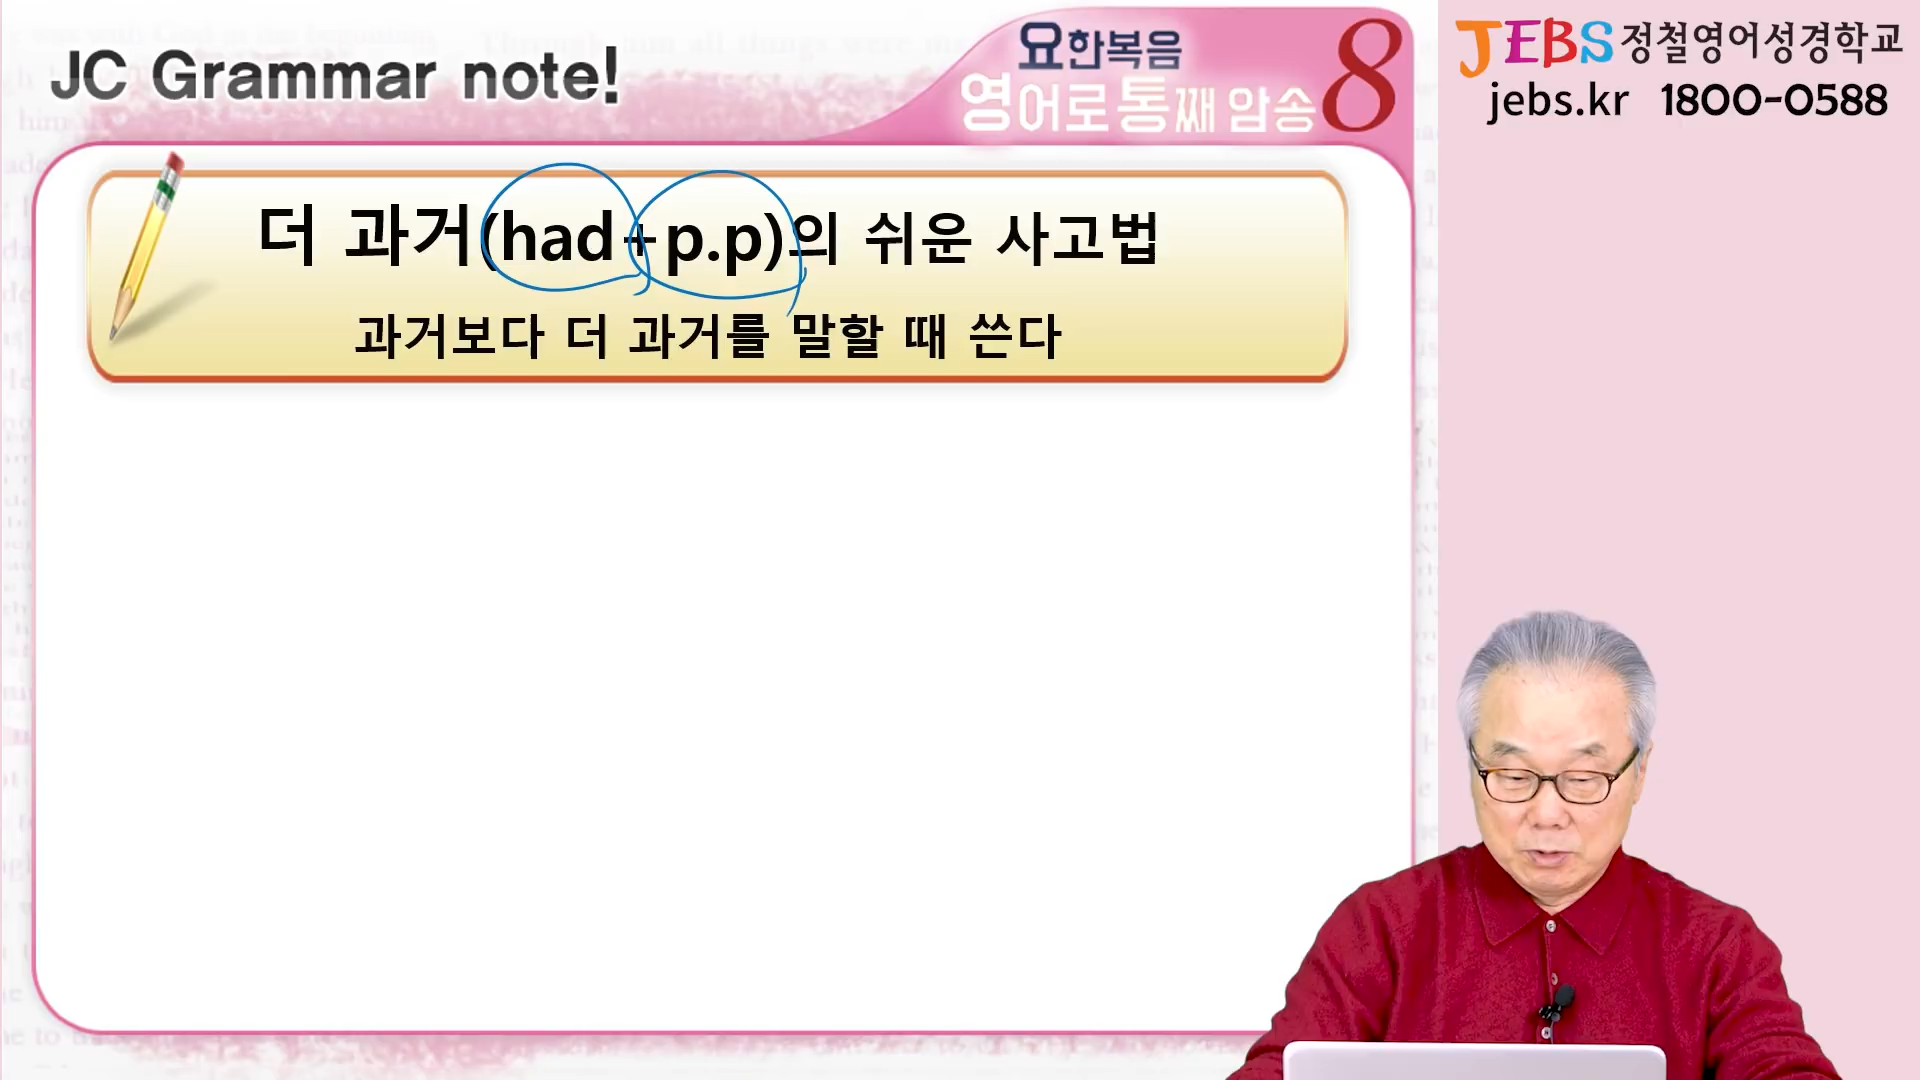 JC Grammar note!
요한복음
영어로 통째 암송 8
JEBS 정철영어성경학교
jebs.kr 1800-0588
더 과거(had+p.p)의 쉬운 사고법
과거보다 더 과거를 말할 때 쓴다